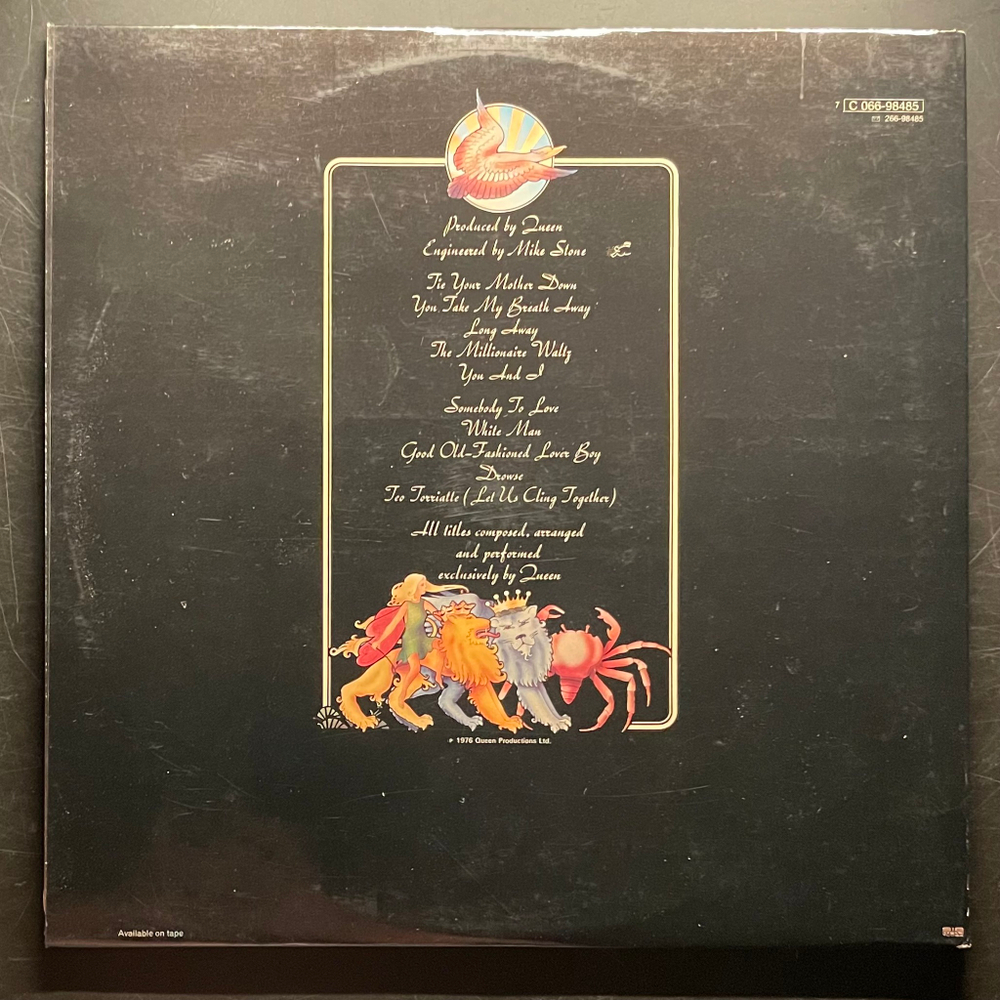 7 C 066-98485
266-98485
Produced by Queen
Engineered by Mike Stone
Tie Your Mother Down
You Take My Breath Away
Long Away
The Millionaire Waltz
You And I
Somebody To Love
White Man
Good Old-Fashioned Lover Boy
Drowse
Teo Torriatte (Let Us Cling Together)
All titles composed, arranged
and performed
exclusively by Queen
℗ 1976 Queen Productions Ltd.
Available on tape